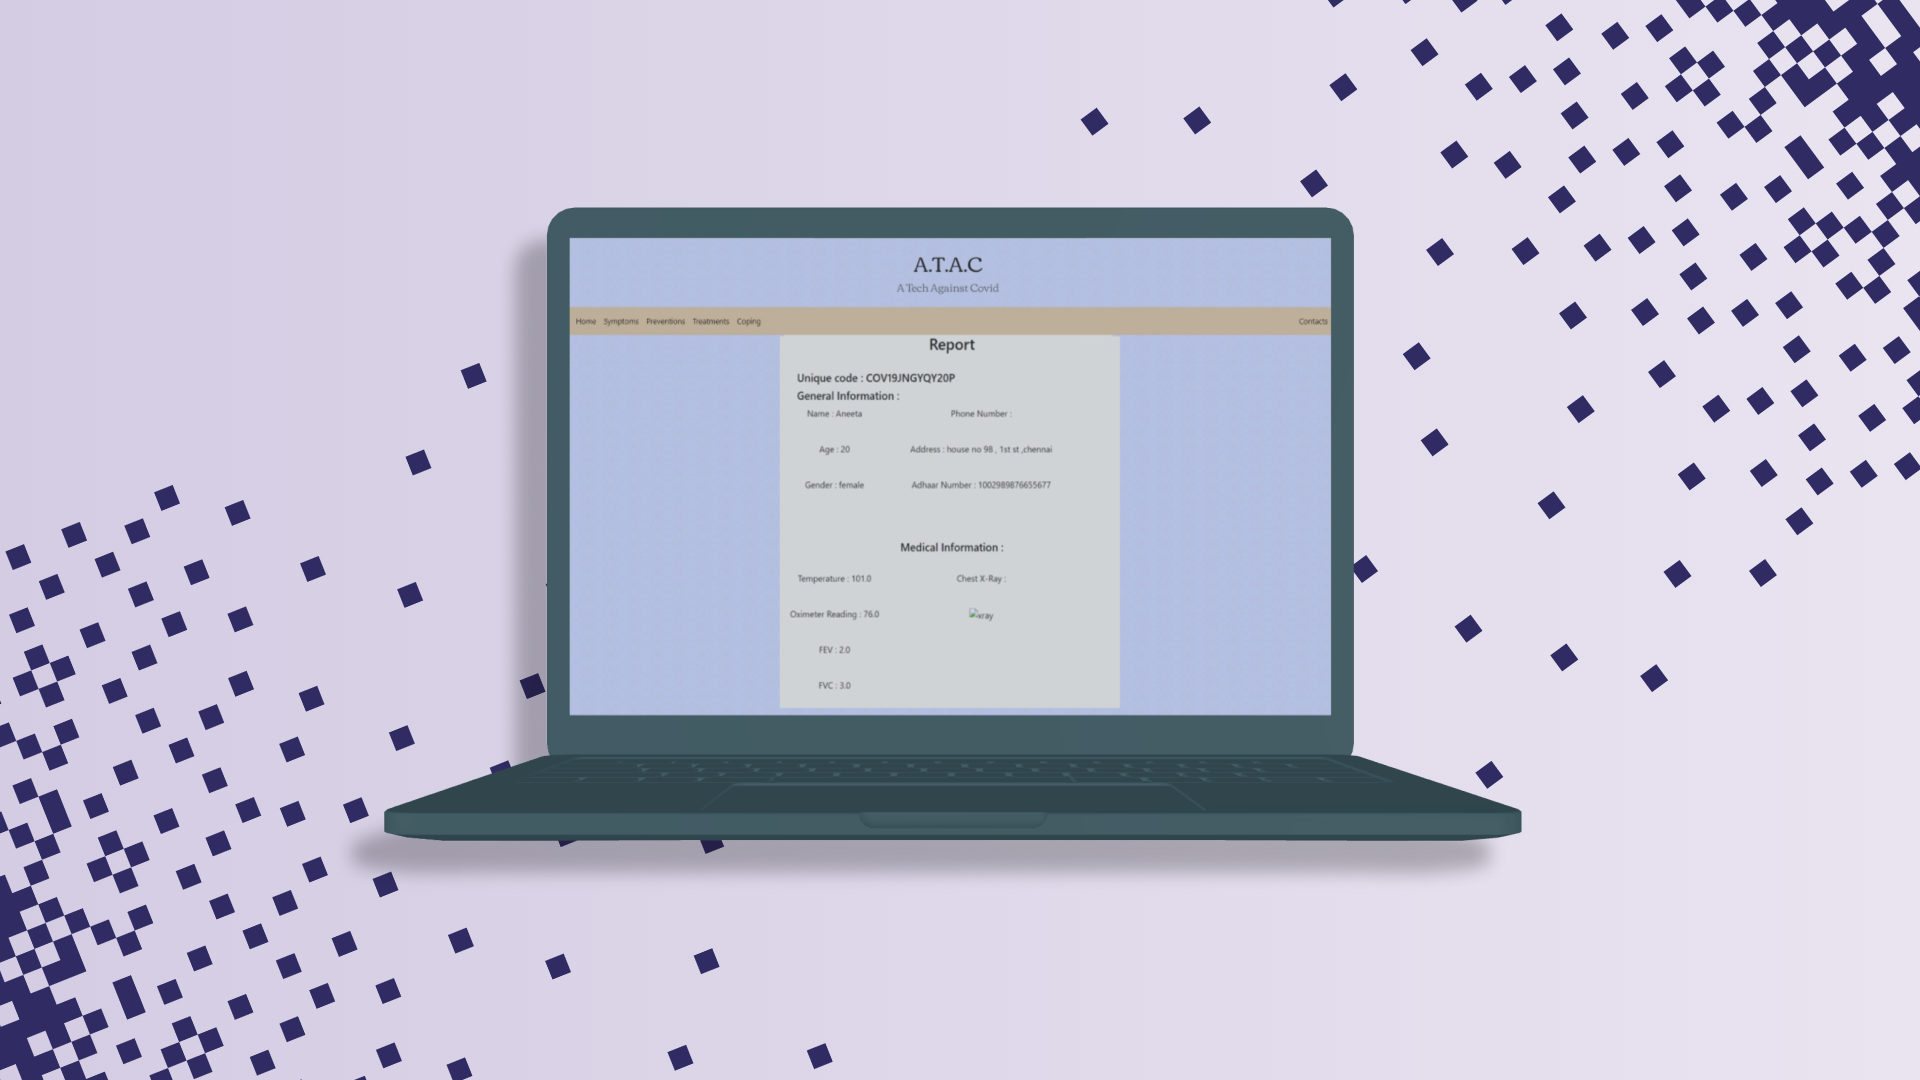 A.T.A.C
A Tech Against Covid
Home Symptoms Preventions Treatments Coping Contacts
Report
Unique code : COV19JNGYQY20P
General Information :
Name : Aneeta Phone Number :
Age : 20 Address : house no 98 , 1st st ,chennai
Gender : female Adhaar Number : 1002989876655677
Medical Information :
Temperature : 101.0 Chest X-Ray :
Oximeter Reading : 76.0 xray
FEV : 2.0
FVC : 3.0